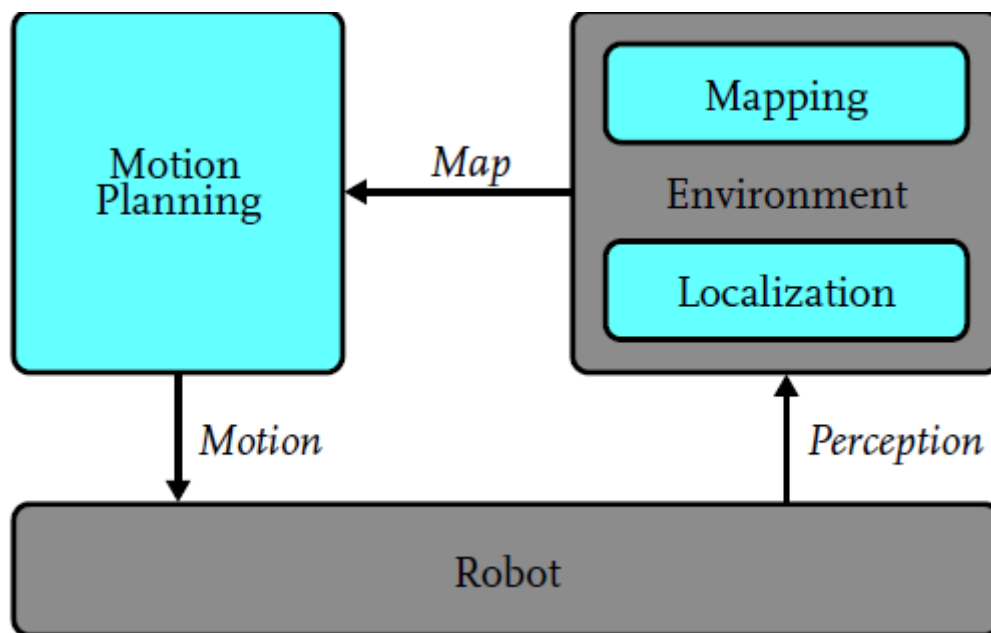 Motion
Planning
Map
Mapping
Environment
Localization
Motion
Perception
Robot